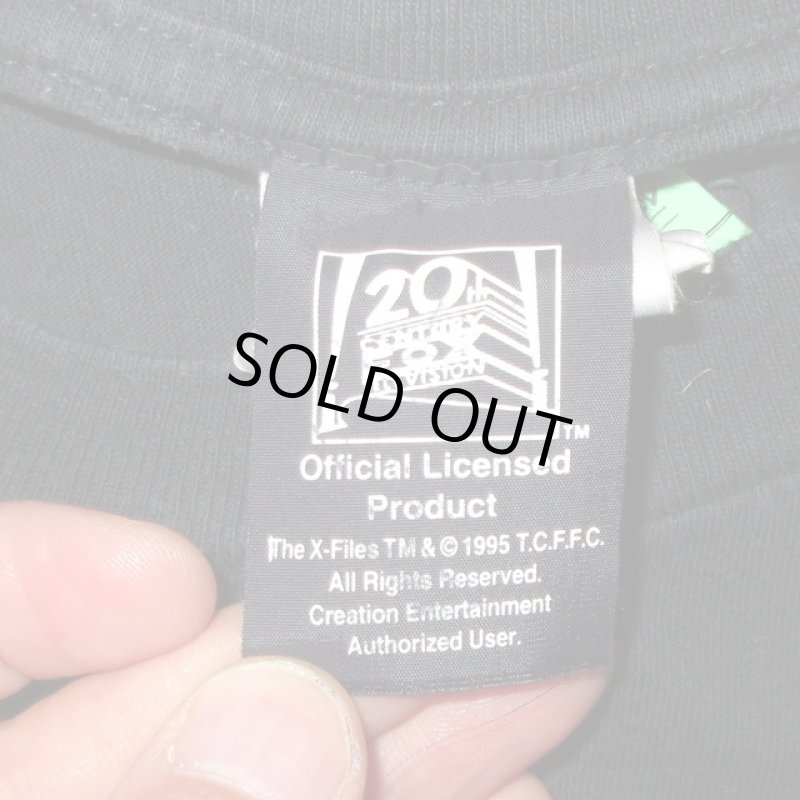 20th
CENTURY
FOX
TELEVISION
TM
SOLD OUT
Official Licensed
Product
The X-Files TM & © 1995 T.C.F.F.C.
All Rights Reserved.
Creation Entertainment
Authorized User.